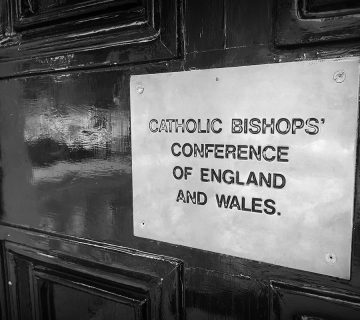 CATHOLIC BISHOPS'
CONFERENCE
OF ENGLAND
AND WALES.